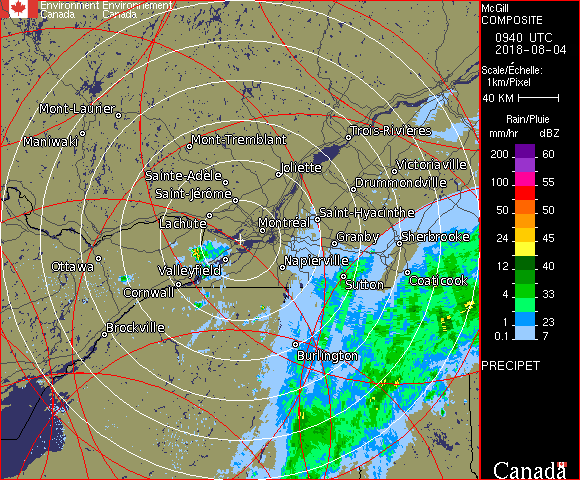 Environment Environnement
Canada Canada
McGill
COMPOSITE
0940 UTC
2018-08-04
Scale/Échelle:
1km/Pixel
40 KM
Rain/Pluie
mm/hr dBZ
200 60
55
100 55
50 50
24 45
12 40
4 33
1 23
0.1 7
PRECIPET
Canada
Mont-Laurier
Maniwaki
Mont-Tremblant
Trois-Rivières
Sainte-Adèle
Joliette
Victoriaville
Saint-Jérôme
Drummondville
Lachute
Montréal
Saint-Hyacinthe
Granby
Sherbrooke
Ottawa
Valleyfield
Napierville
Cornwall
Sutton
Coaticook
Brockville
Burlington